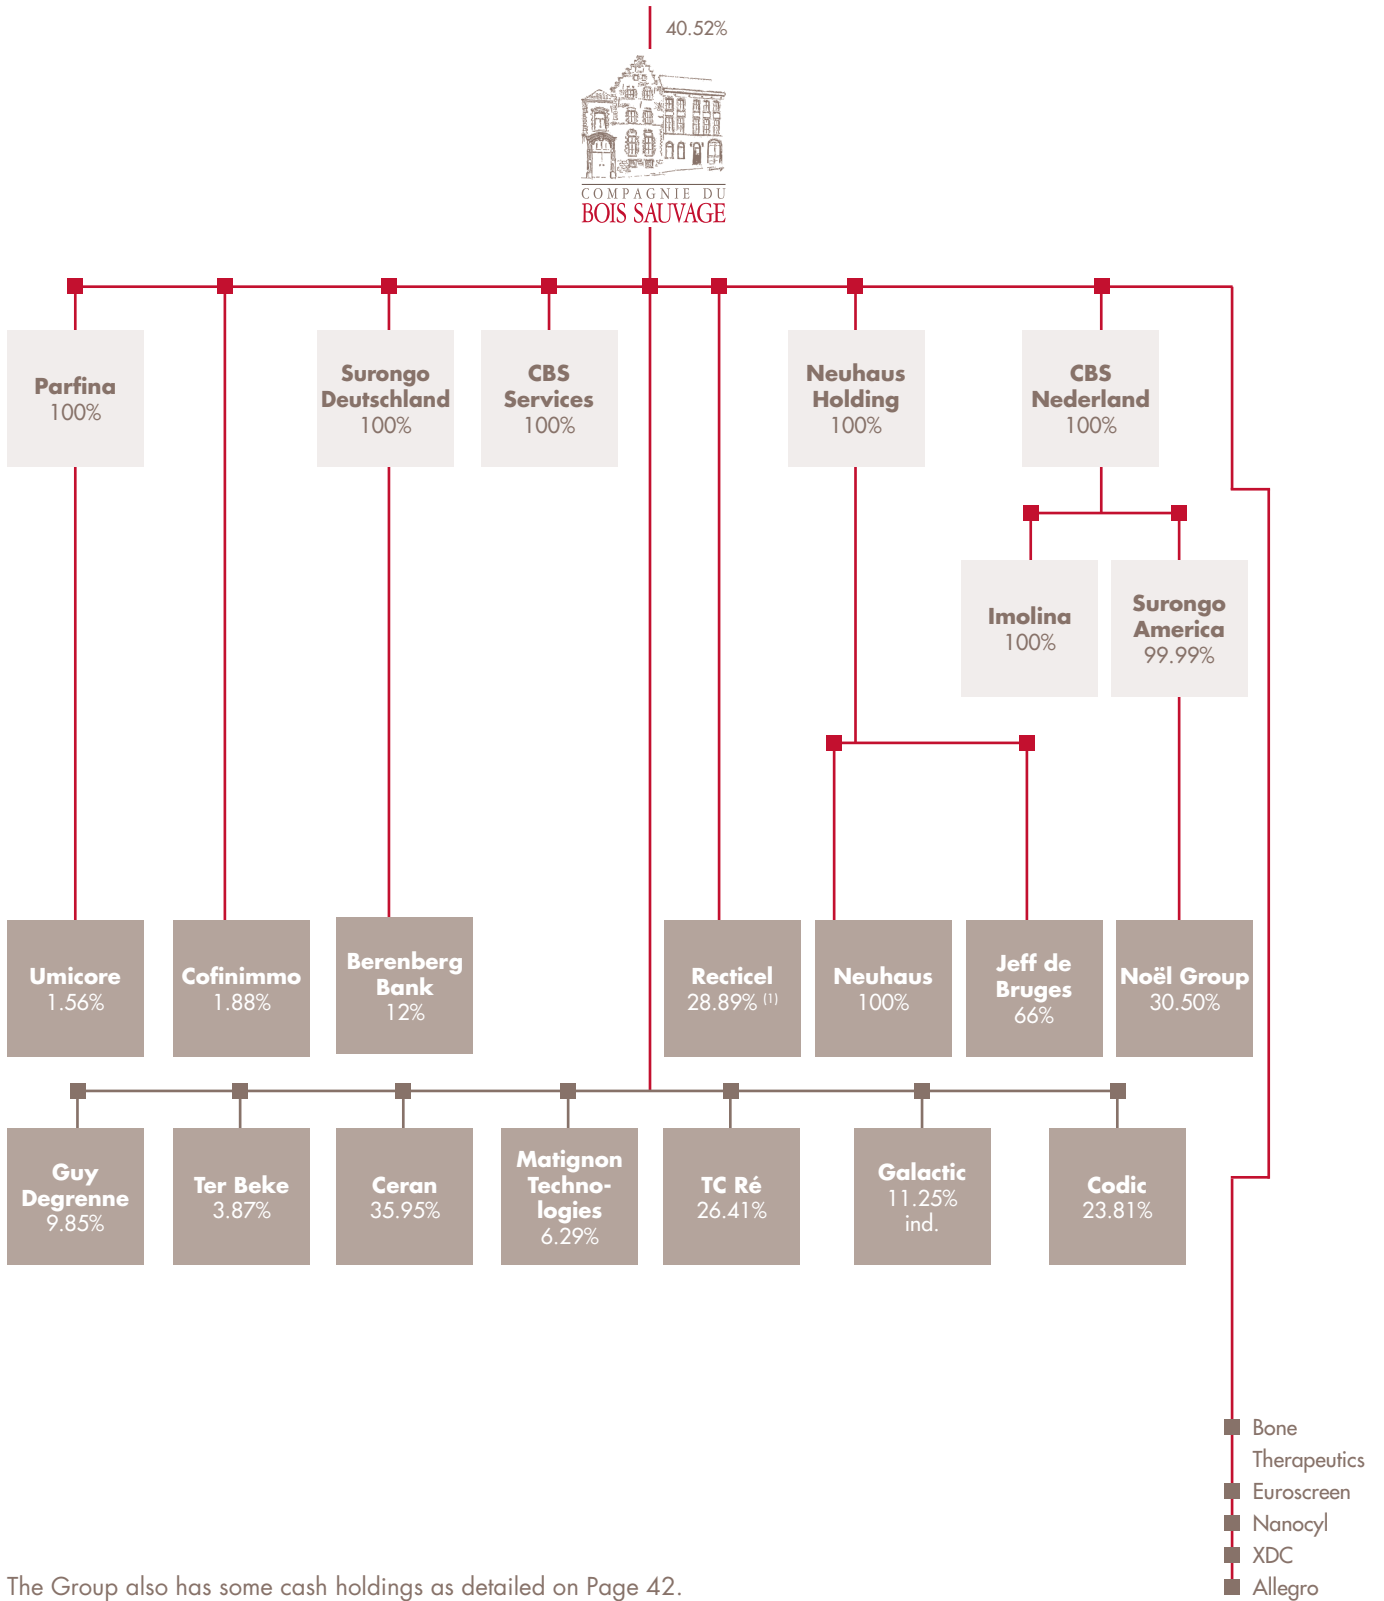 40.52%
COMPAGNIE DU
BOIS SAUVAGE
Parfina
100%
Surongo
Deutschland
100%
CBS
Services
100%
Neuhaus
Holding
100%
CBS
Nederland
100%
Imolina
100%
Surongo
America
99.99%
Umicore
1.56%
Cofinimmo
1.88%
Berenberg
Bank
12%
Recticel
28.89% (1)
Neuhaus
100%
Jeff de
Bruges
66%
Noël Group
30.50%
Guy
Degrenne
9.85%
Ter Beke
3.87%
Ceran
35.95%
Matignon
Techno-
logies
6.29%
TC Ré
26.41%
Galactic
11.25%
ind.
Codic
23.81%
Bone
Therapeutics
Euroscreen
Nanocyl
XDC
Allegro
The Group also has some cash holdings as detailed on Page 42.